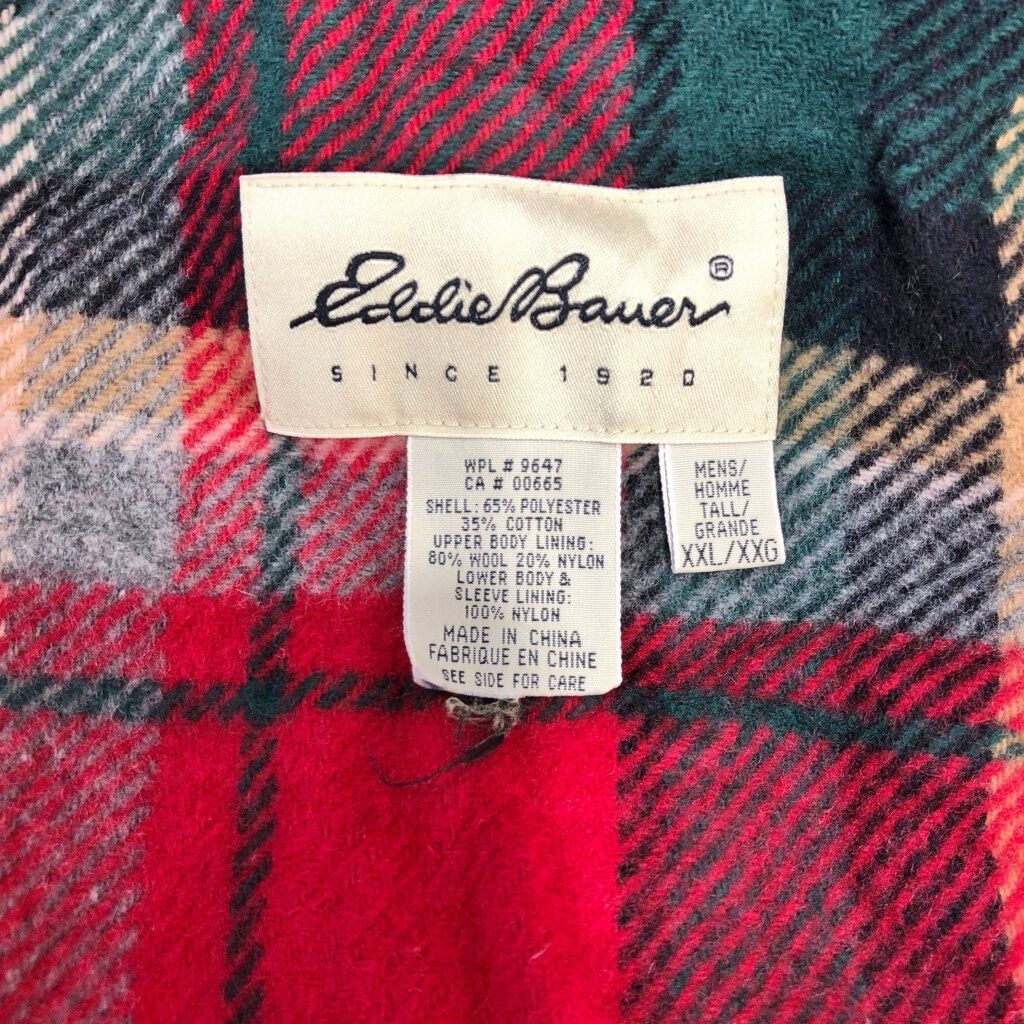 Eddie Bauer ®
SINCE 1920
WPL # 9647
CA # 00665
SHELL: 65% POLYESTER
35% COTTON
UPPER BODY LINING:
80% WOOL 20% NYLON
LOWER BODY &
SLEEVE LINING:
100% NYLON
MADE IN CHINA
FABRIQUE EN CHINE
SEE SIDE FOR CARE
MENS/
HOMME
TALL/
GRANDE
XXL/XXG